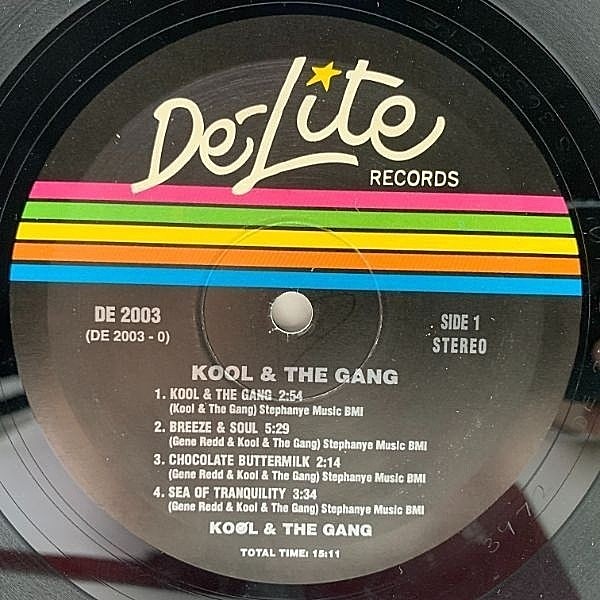 De-Lite
RECORDS
DE 2003
(DE 2003 - 0)
SIDE 1
STEREO
KOOL & THE GANG
1. KOOL & THE GANG 2:54
(Kool & The Gang) Stephanye Music BMI
2. BREEZE & SOUL 5:29
(Gene Redd & Kool & The Gang) Stephanye Music BMI
3. CHOCOLATE BUTTERMILK 2:14
(Gene Redd & Kool & The Gang) Stephanye Music BMI
4. SEA OF TRANQUILITY 3:34
(Gene Redd & Kool & The Gang) Stephanye Music BMI
KOOL & THE GANG
TOTAL TIME: 15:11